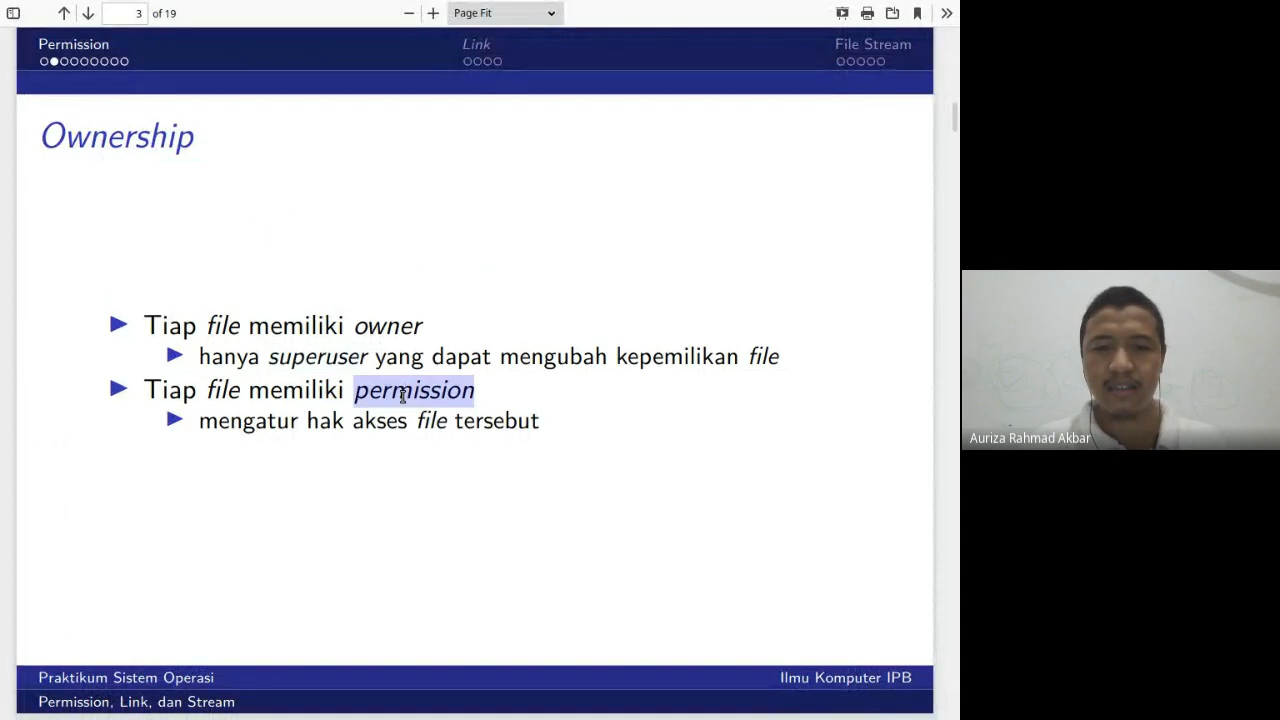 3 of 19
Page Fit
Permission
Link
File Stream
Ownership
Tiap file memiliki owner
hanya superuser yang dapat mengubah kepemilikan file
Tiap file memiliki permission
mengatur hak akses file tersebut
Auriza Rahmad Akbar
Praktikum Sistem Operasi
Ilmu Komputer IPB
Permission, Link, dan Stream